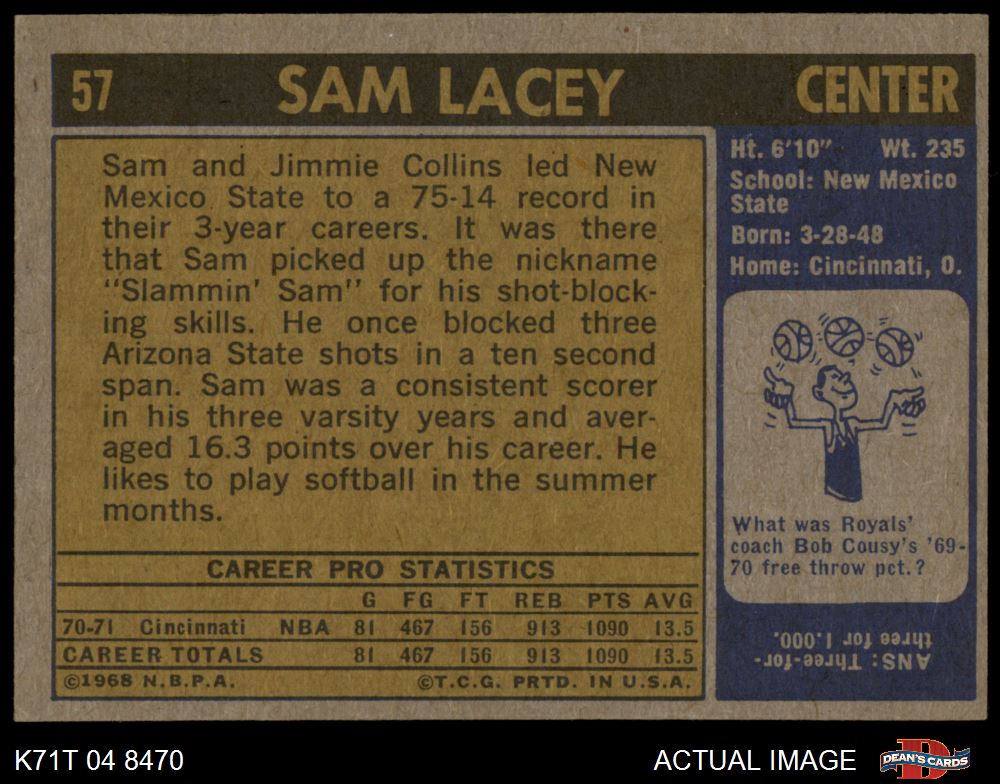 57 SAM LACEY CENTER
Sam and Jimmie Collins led New
Mexico State to a 75-14 record in
their 3-year careers. It was there
that Sam picked up the nickname
"Slammin' Sam" for his shot-block-
ing skills. He once blocked three
Arizona State shots in a ten second
span. Sam was a consistent scorer
in his three varsity years and aver-
aged 16.3 points over his career. He
likes to play softball in the summer
months.
CAREER PRO STATISTICS
G FG FT REB PTS AVG
70-71 Cincinnati NBA 81 467 156 913 1090 13.5
CAREER TOTALS 81 467 156 913 1090 13.5
©1968 N.B.P.A. ©T.C.G. PRTD. IN U.S.A.
Ht. 6'10" Wt. 235
School: New Mexico
State
Born: 3-28-48
Home: Cincinnati, O.
What was Royals'
coach Bob Cousy's '69-
70 free throw pct.?
ANS: Three-for-
three for 1.000.
K71T 04 8470 ACTUAL IMAGE
DEAN'S CARDS